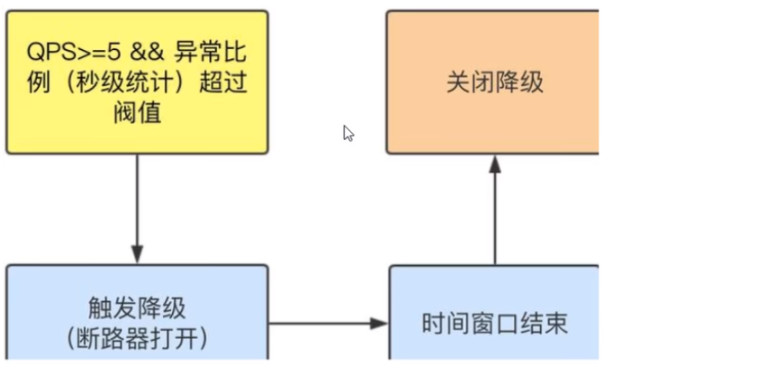 QPS>=5 && 异常比
例（秒级统计）超过
阀值
关闭降级
触发降级
（断路器打开）
时间窗口结束